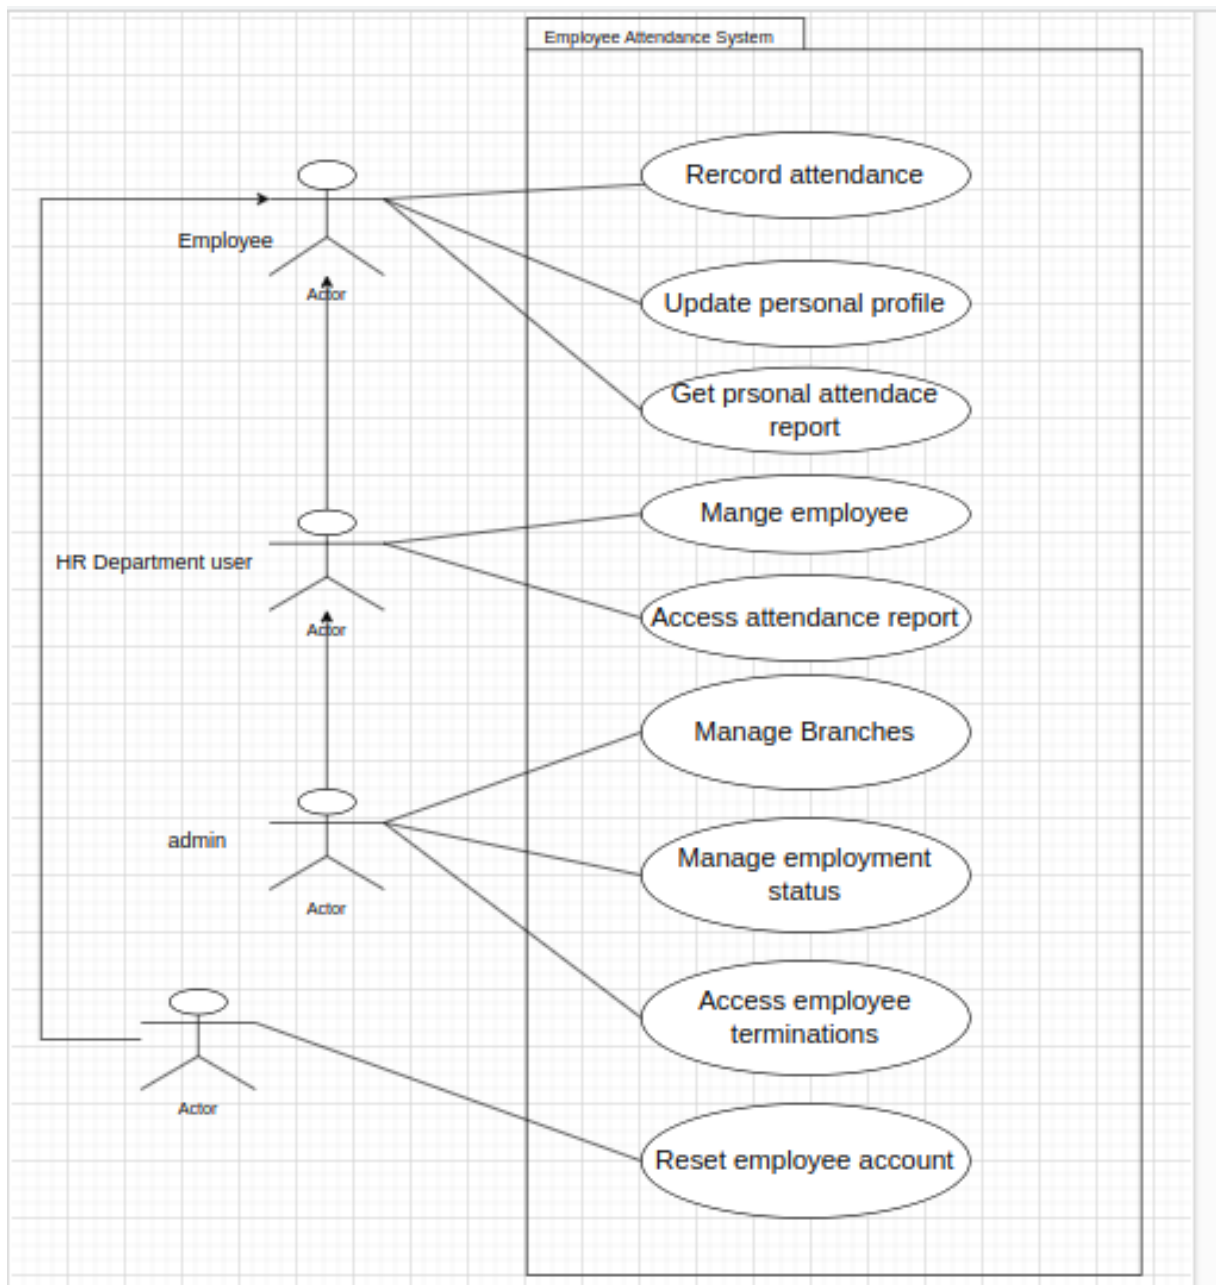 Employee Attendance System
Rercord attendance
Employee
Actor
Update personal profile
Get prsonal attendace
report
Mange employee
HR Department user
Access attendance report
Actor
Manage Branches
admin
Manage employment
status
Actor
Access employee
terminations
Actor
Reset employee account